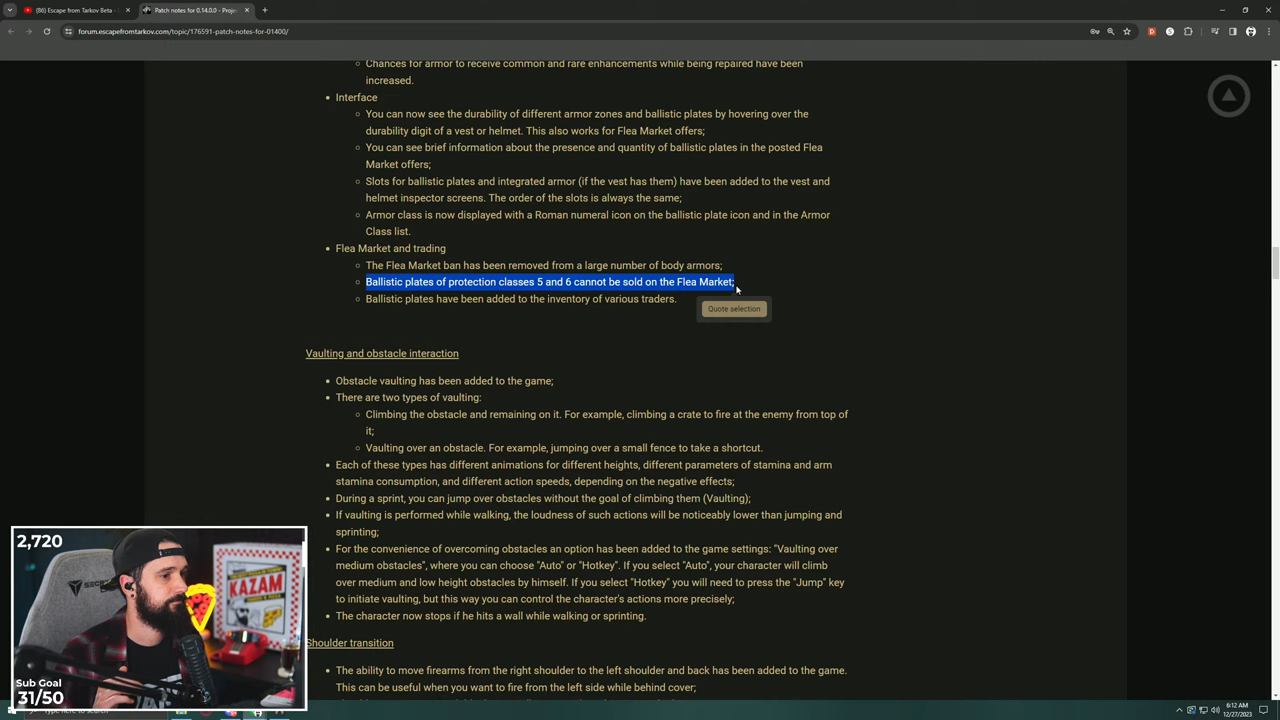 (86) Escape from Tarkov Beta -
Patch notes for 0.14.0.0 - Proje
forum.escapefromtarkov.com/topic/176591-patch-notes-for-01400/
Chances for armor to receive common and rare enhancements while being repaired have been
increased.
Interface
You can now see the durability of different armor zones and ballistic plates by hovering over the
durability digit of a vest or helmet. This also works for Flea Market offers;
You can see brief information about the presence and quantity of ballistic plates in the posted Flea
Market offers;
Slots for ballistic plates and integrated armor (if the vest has them) have been added to the vest and
helmet inspector screens. The order of the slots is always the same;
Armor class is now displayed with a Roman numeral icon on the ballistic plate icon and in the Armor
Class list.
Flea Market and trading
The Flea Market ban has been removed from a large number of body armors;
Ballistic plates of protection classes 5 and 6 cannot be sold on the Flea Market;
Ballistic plates have been added to the inventory of various traders.
Quote selection
Vaulting and obstacle interaction
Obstacle vaulting has been added to the game;
There are two types of vaulting:
Climbing the obstacle and remaining on it. For example, climbing a crate to fire at the enemy from top of
it;
Vaulting over an obstacle. For example, jumping over a small fence to take a shortcut.
Each of these types has different animations for different heights, different parameters of stamina and arm
stamina consumption, and different action speeds, depending on the negative effects;
During a sprint, you can jump over obstacles without the goal of climbing them (Vaulting);
If vaulting is performed while walking, the loudness of such actions will be noticeably lower than jumping and
sprinting;
For the convenience of overcoming obstacles an option has been added to the game settings: "Vaulting over
medium obstacles", where you can choose "Auto" or "Hotkey". If you select "Auto", your character will climb
over medium and low height obstacles by himself. If you select "Hotkey" you will need to press the "Jump" key
to initiate vaulting, but this way you can control the character's actions more precisely;
The character now stops if he hits a wall while walking or sprinting.
Shoulder transition
The ability to move firearms from the right shoulder to the left shoulder and back has been added to the game.
This can be useful when you want to fire from the left side while behind cover;
2,720
KAZAM
Sub Goal
31/50
Type here to search
6:12 AM
12/27/2023